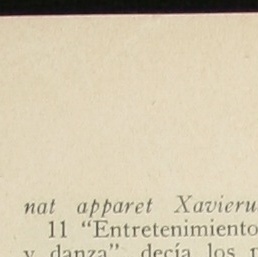 nat apparet Xavieru
11 “Entretenimiento
y danza”, decía los